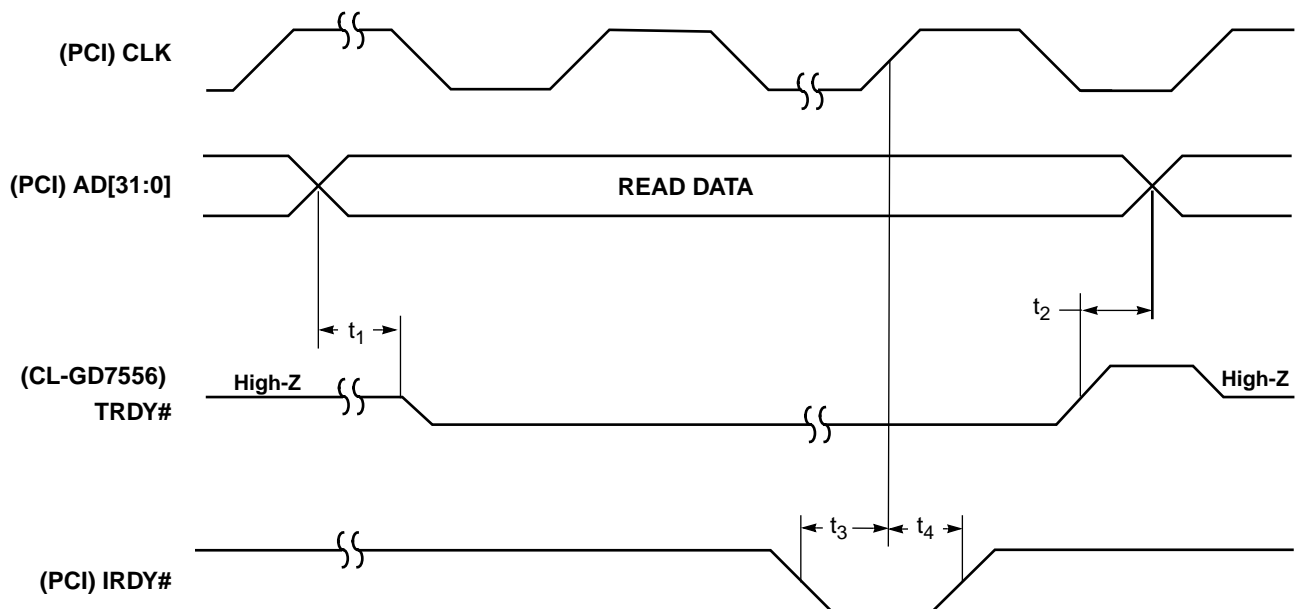 (PCI) CLK
(PCI) AD[31:0]
READ DATA
t1
t2
(CL-GD7556)
TRDY#
High-Z
High-Z
t3
t4
(PCI) IRDY#